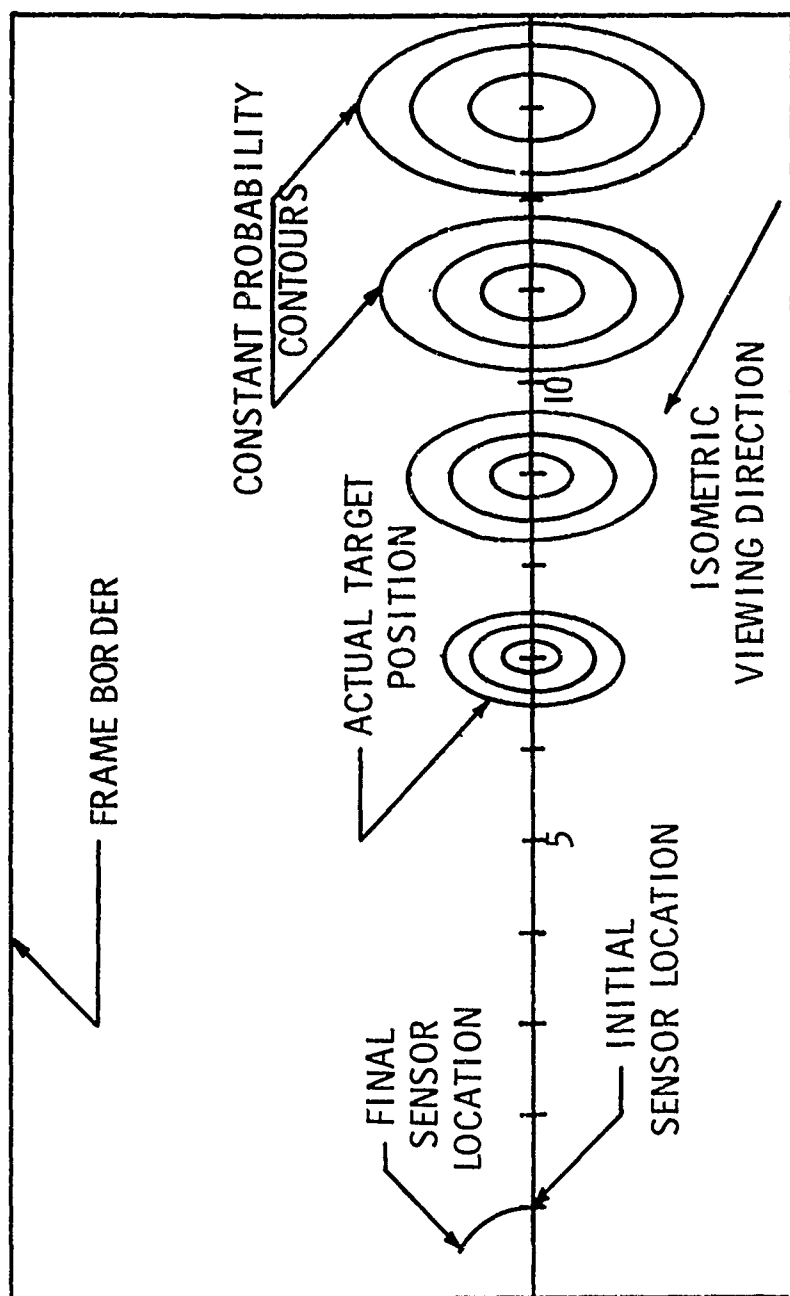 FRAME BORDER
CONSTANT PROBABILITY
CONTOURS
ACTUAL TARGET
POSITION
FINAL
SENSOR
LOCATION
5
10
INITIAL
SENSOR LOCATION
ISOMETRIC
VIEWING DIRECTION